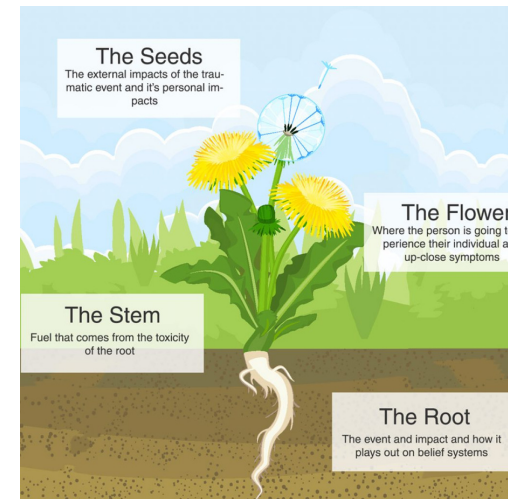 The Seeds
The external impacts of the trau-
matic event and it's personal im-
pacts
The Flower
Where the person is going
perience their individual
up-close symptoms
The Stem
Fuel that comes from the toxicity
of the root
The Root
The event and impact and how it
plays out on belief systems